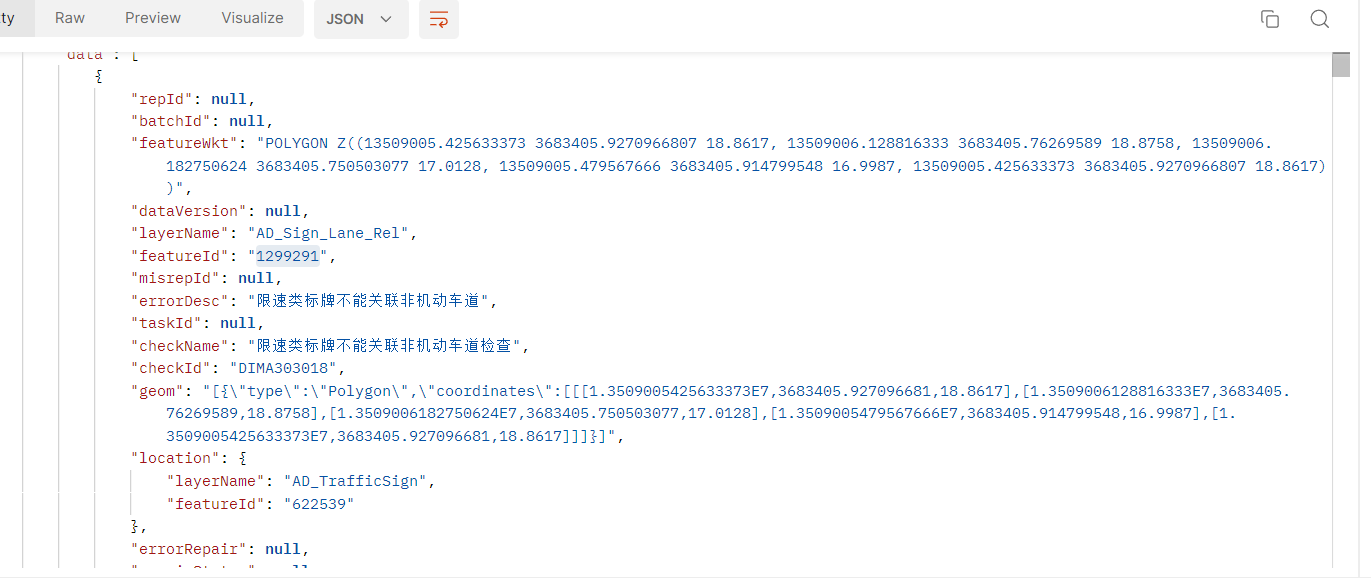 ty Raw Preview Visualize JSON
data": [
{
"repId": null,
"batchId": null,
"featureWkt": "POLYGON Z((13509005.425633373 3683405.9270966807 18.8617, 13509006.128816333 3683405.76269589 18.8758, 13509006.
182750624 3683405.750503077 17.0128, 13509005.479567666 3683405.914799548 16.9987, 13509005.425633373 3683405.9270966807 18.8617)
)",
"dataVersion": null,
"layerName": "AD_Sign_Lane_Rel",
"featureId": "1299291",
"misrepId": null,
"errorDesc": "限速类标牌不能关联非机动车道",
"taskId": null,
"checkName": "限速类标牌不能关联非机动车道检查",
"checkId": "DIMA303018",
"geom": "[{\"type\":\"Polygon\",\"coordinates\":[[[1.3509005425633373E7,3683405.927096681,18.8617],[1.3509006128816333E7,3683405.
76269589,18.8758],[1.3509006182750624E7,3683405.750503077,17.0128],[1.3509005479567666E7,3683405.914799548,16.9987],[1.
3509005425633373E7,3683405.927096681,18.8617]]]}]",
"location": {
"layerName": "AD_TrafficSign",
"featureId": "622539"
},
"errorRepair": null,